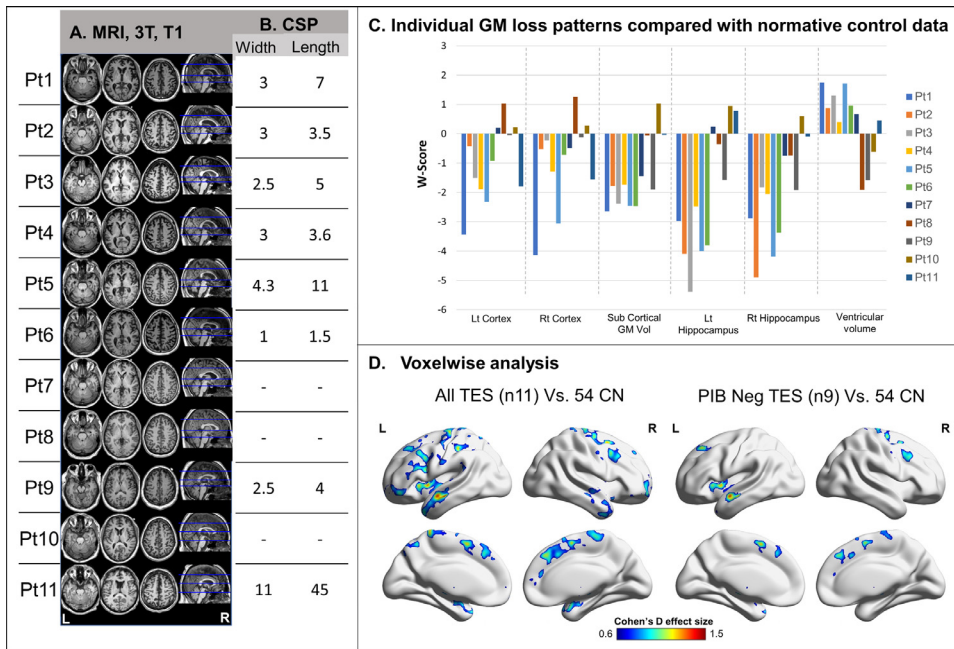 A. MRI, 3T, T1
B. CSP
Width Length
Pt1 3 7
Pt2 3 3.5
Pt3 2.5 5
Pt4 3 3.6
Pt5 4.3 11
Pt6 1 1.5
Pt7 - -
Pt8 - -
Pt9 2.5 4
Pt10 - -
Pt11 11 45
L R
C. Individual GM loss patterns compared with normative control data
3
2
1
0
-1
-2
-3
-4
-5
-6
W-Score
Lt Cortex
Rt Cortex
Sub Cortical
GM Vol
Lt
Hippocampus
Rt Hippocampus
Ventricular
volume
Pt1
Pt2
Pt3
Pt4
Pt5
Pt6
Pt7
Pt8
Pt9
Pt10
Pt11
D. Voxelwise analysis
All TES (n11) Vs. 54 CN
L R
PIB Neg TES (n9) Vs. 54 CN
L R
Cohen's D effect size
0.6 1.5